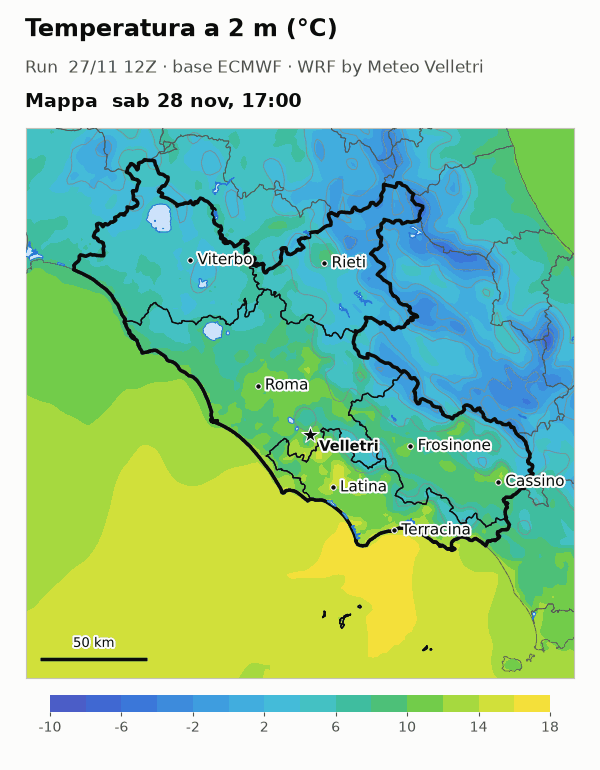 Temperatura a 2 m (°C)
Run  27/11 12Z · base ECMWF · WRF by Meteo Velletri
Mappa  sab 28 nov, 17:00
Viterbo
Rieti
Roma
Velletri
Frosinone
Cassino
Latina
Terracina
50 km
-10 -6 -2 2 6 10 14 18